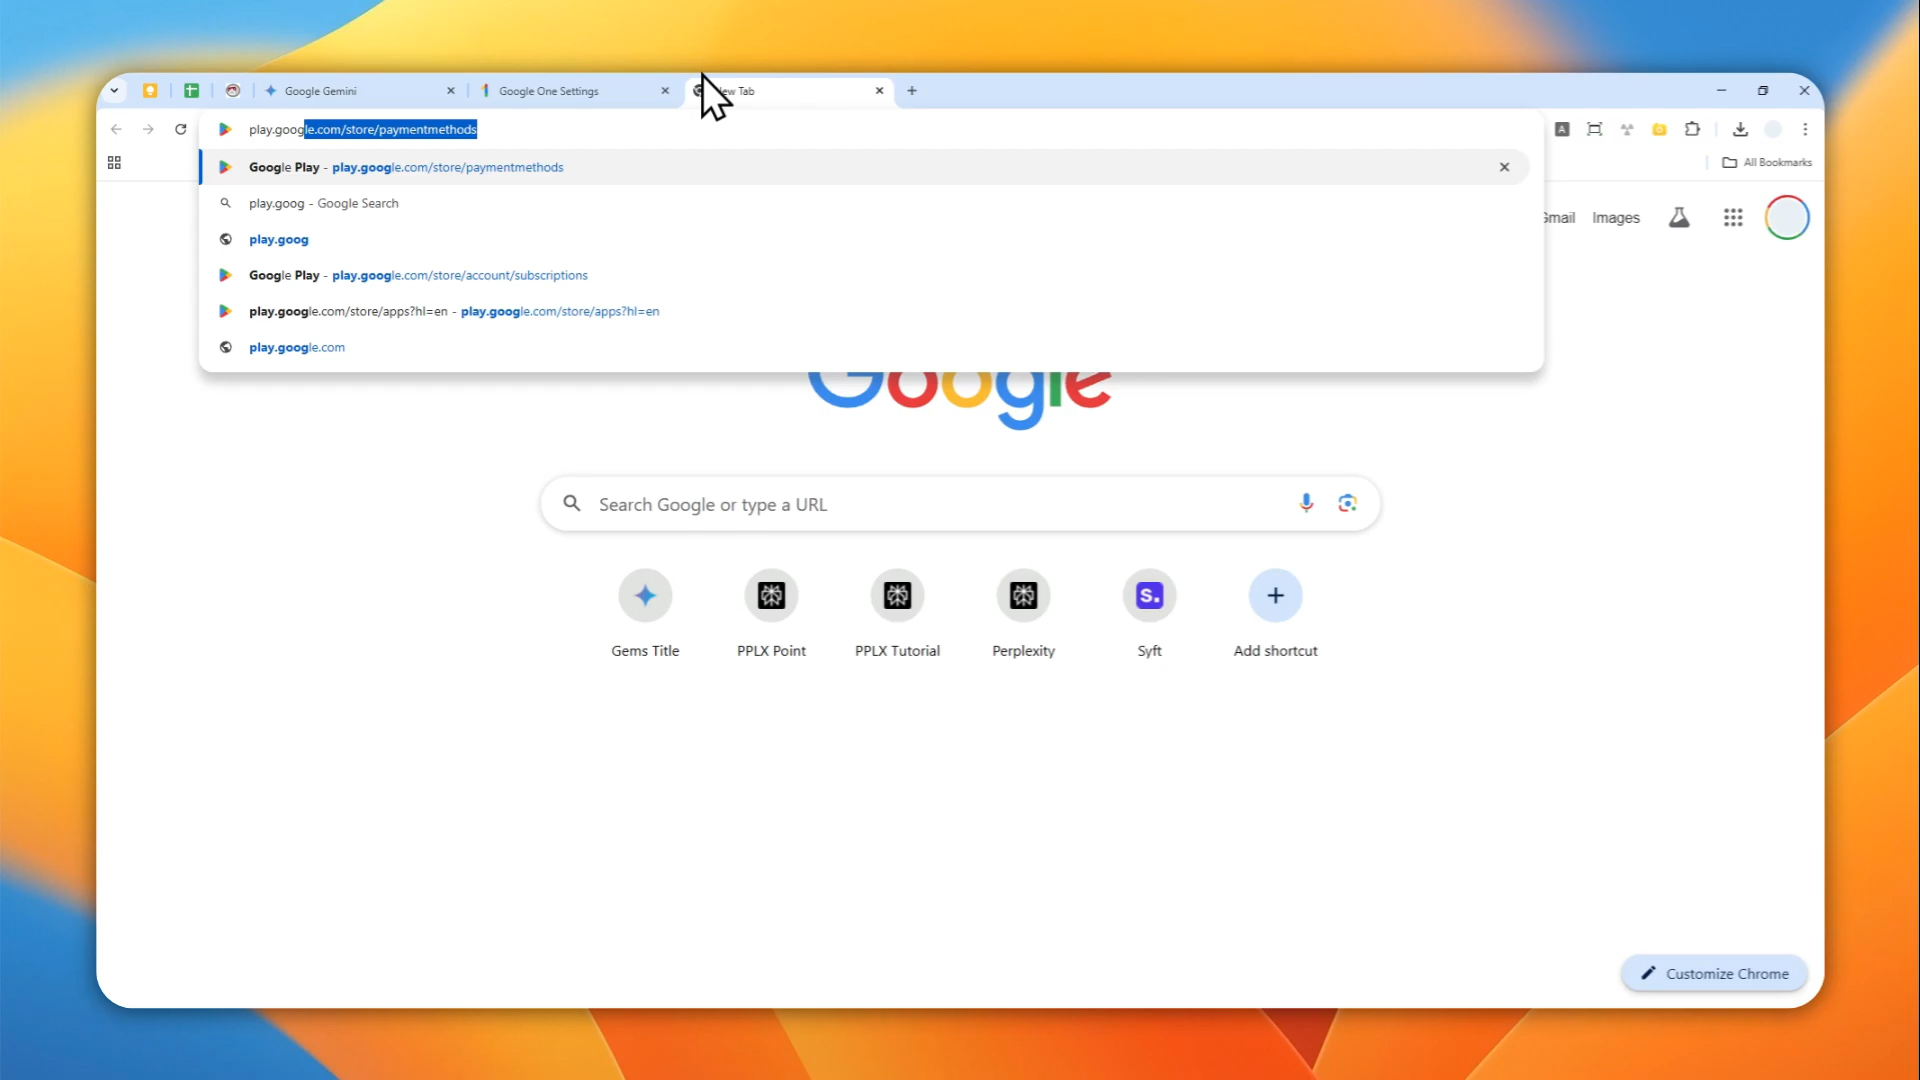 Google Gemini
Google One Settings
ew Tab
play.google.com/store/paymentmethods
Google Play - play.google.com/store/paymentmethods
play.goog - Google Search
play.goog
Google Play - play.google.com/store/account/subscriptions
play.google.com/store/apps?hl=en - play.google.com/store/apps?hl=en
play.google.com
A
All Bookmarks
Gmail
Images
Google
Search Google or type a URL
S.
Gems Title
PPLX Point
PPLX Tutorial
Perplexity
Syft
Add shortcut
Customize Chrome